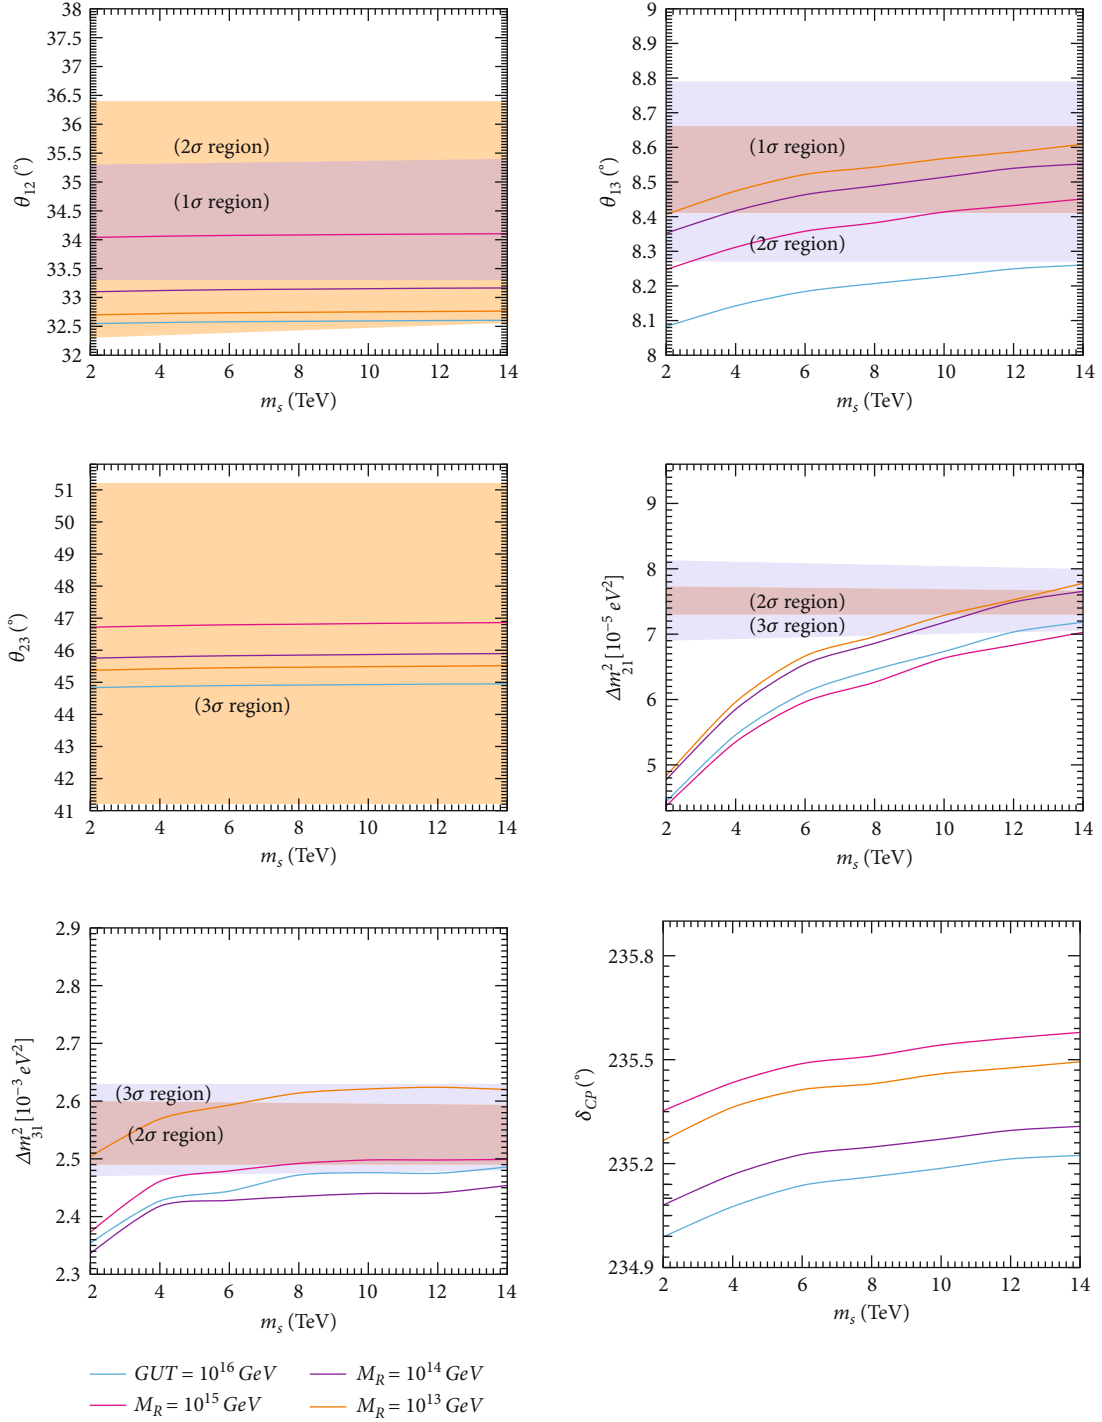 38
37.5
37
36.5
36
35.5
35
34.5
34
33.5
33
32.5
32
θ12 (°)
(2σ region)
(1σ region)
2 4 6 8 10 12 14
ms (TeV)
9
8.9
8.8
8.7
8.6
8.5
8.4
8.3
8.2
8.1
8
θ13 (°)
(1σ region)
(2σ region)
2 4 6 8 10 12 14
ms (TeV)
51
50
49
48
47
46
45
44
43
42
41
θ23 (°)
(3σ region)
2 4 6 8 10 12 14
ms (TeV)
9
8
7
6
5
Δm²21 [10⁻⁵ eV²]
(2σ region)
(3σ region)
2 4 6 8 10 12 14
ms (TeV)
2.9
2.8
2.7
2.6
2.5
2.4
2.3
Δm²31 [10⁻³ eV²]
(3σ region)
(2σ region)
2 4 6 8 10 12 14
ms (TeV)
235.8
235.5
235.2
234.9
δCP (°)
2 4 6 8 10 12 14
ms (TeV)
GUT = 10¹⁶ GeV
MR = 10¹⁴ GeV
MR = 10¹⁵ GeV
MR = 10¹³ GeV